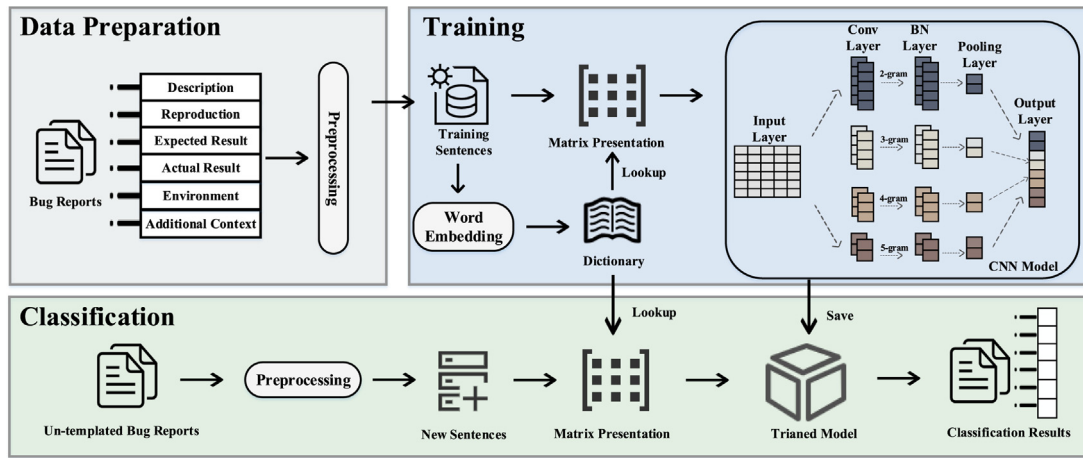 Data Preparation
Bug Reports
Description
Reproduction
Expected Result
Actual Result
Environment
Additional Context
Preprocessing
Training
Training
Sentences
Word
Embedding
Matrix Presentation
Lookup
Dictionary
Input
Layer
Conv
Layer
BN
Layer
Pooling
Layer
Output
Layer
2-gram
3-gram
4-gram
5-gram
CNN Model
Classification
Un-templated Bug Reports
Preprocessing
New Sentences
Lookup
Matrix Presentation
Save
Trianed Model
Classification Results